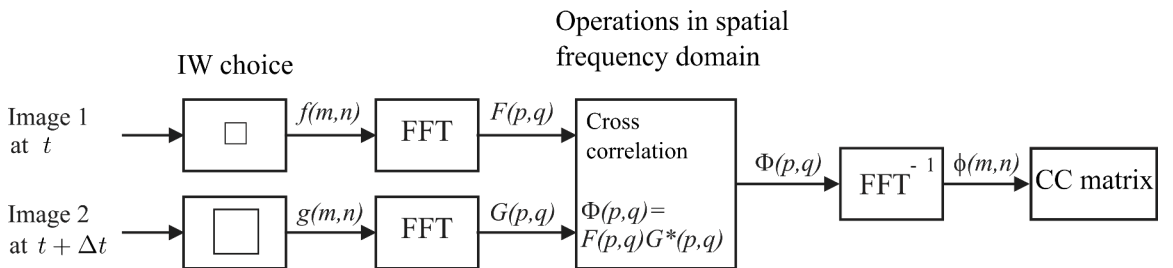 Operations in spatial
frequency domain
IW choice
Image 1
at t
f(m,n)
FFT
F(p,q)
Cross
correlation
Φ(p,q)=
F(p,q)G*(p,q)
Φ(p,q)
FFT⁻¹
ϕ(m,n)
CC matrix
Image 2
at t + Δt
g(m,n)
FFT
G(p,q)